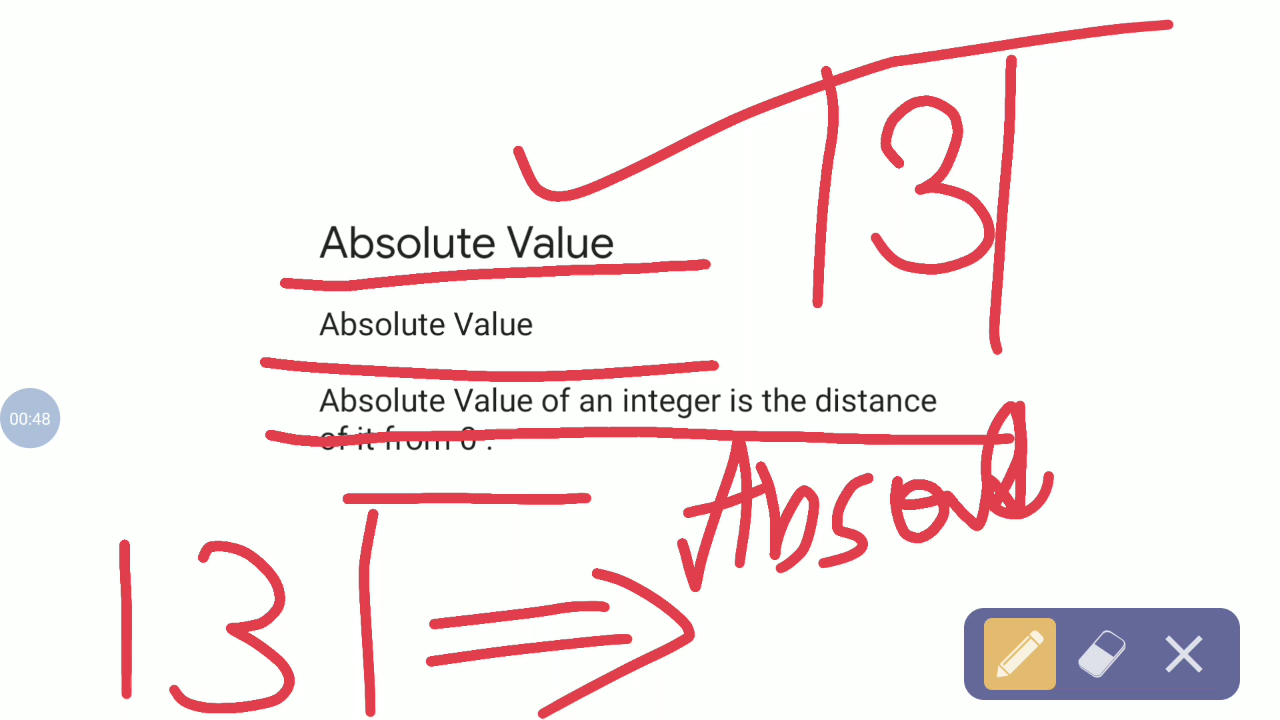 |3|
Absolute Value
Absolute Value
Absolute Value of an integer is the distance
of it from 0 .
00:48
|3| ⇒